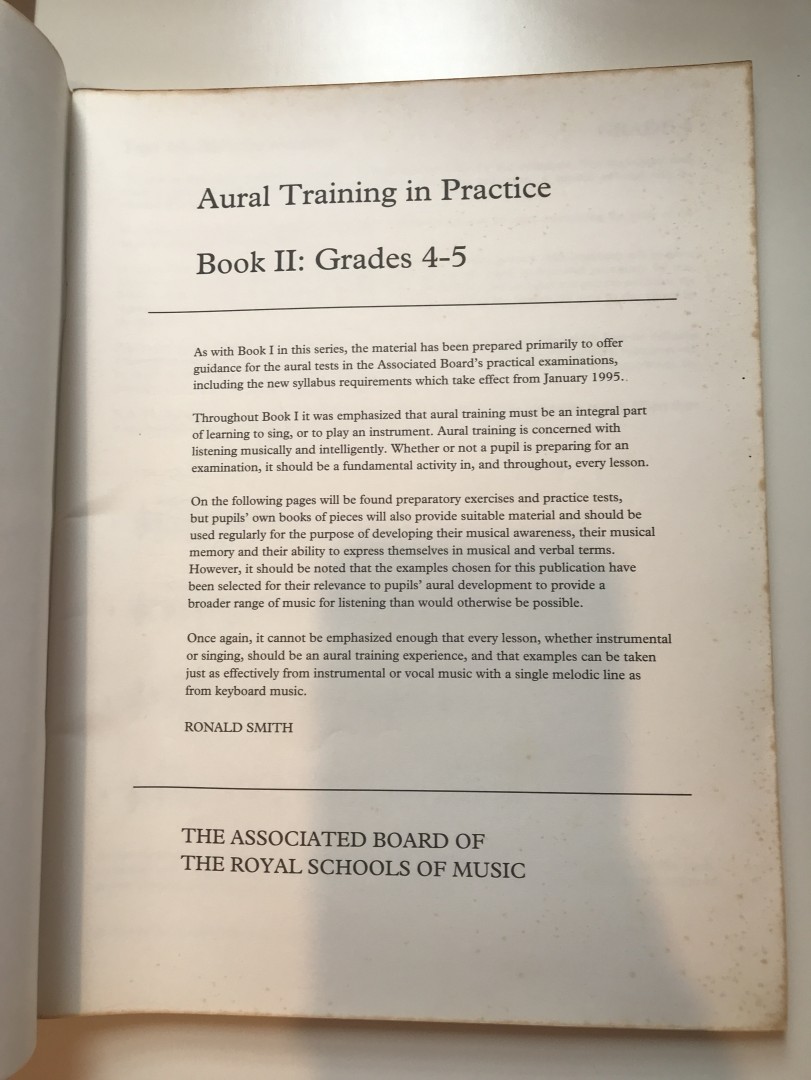 Aural Training in Practice
Book II: Grades 4-5
As with Book I in this series, the material has been prepared primarily to offer
guidance for the aural tests in the Associated Board's practical examinations,
including the new syllabus requirements which take effect from January 1995.
Throughout Book I it was emphasized that aural training must be an integral part
of learning to sing, or to play an instrument. Aural training is concerned with
listening musically and intelligently. Whether or not a pupil is preparing for an
examination, it should be a fundamental activity in, and throughout, every lesson.
On the following pages will be found preparatory exercises and practice tests,
but pupils' own books of pieces will also provide suitable material and should be
used regularly for the purpose of developing their musical awareness, their musical
memory and their ability to express themselves in musical and verbal terms.
However, it should be noted that the examples chosen for this publication have
been selected for their relevance to pupils' aural development to provide a
broader range of music for listening than would otherwise be possible.
Once again, it cannot be emphasized enough that every lesson, whether instrumental
or singing, should be an aural training experience, and that examples can be taken
just as effectively from instrumental or vocal music with a single melodic line as
from keyboard music.
RONALD SMITH
THE ASSOCIATED BOARD OF
THE ROYAL SCHOOLS OF MUSIC